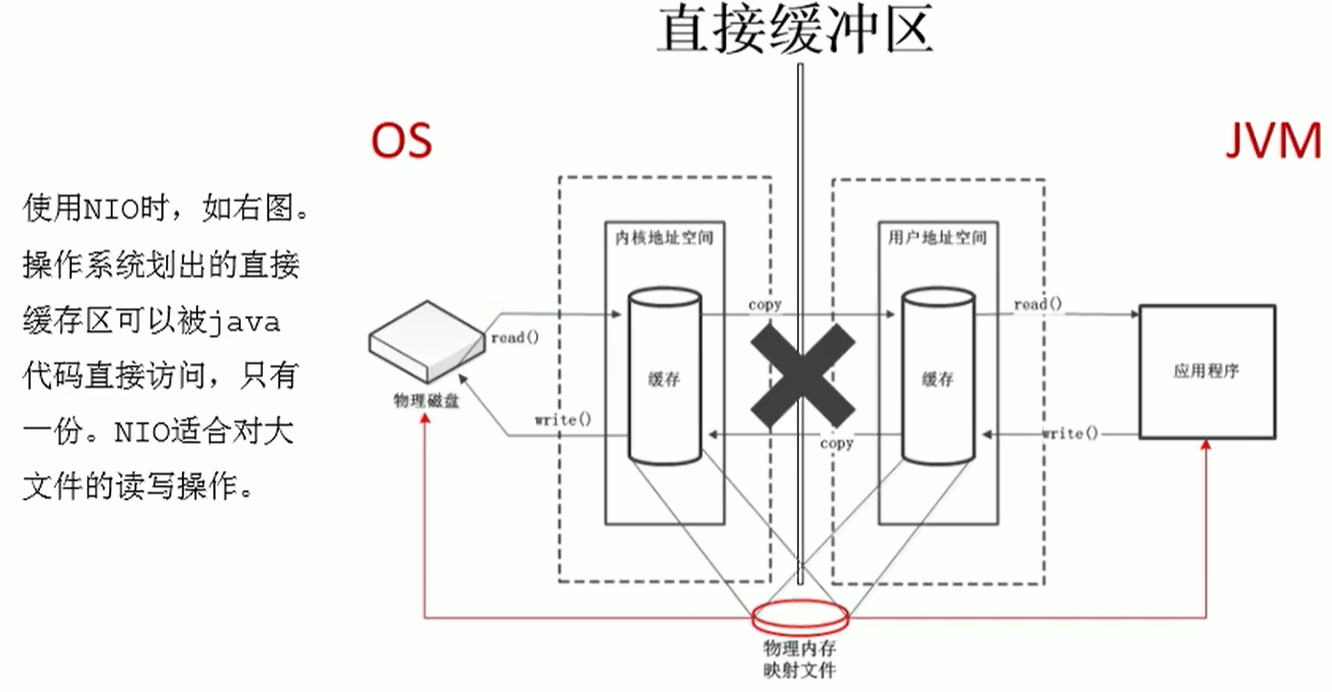 直接缓冲区
OS
JVM
使用NIO时，如右图。
操作系统划出的直接
缓存区可以被java
代码直接访问，只有
一份。NIO适合对大
文件的读写操作。
内核地址空间
用户地址空间
copy
read()
read()
缓存
缓存
应用程序
物理磁盘
write()
copy
write()
物理内存
映射文件